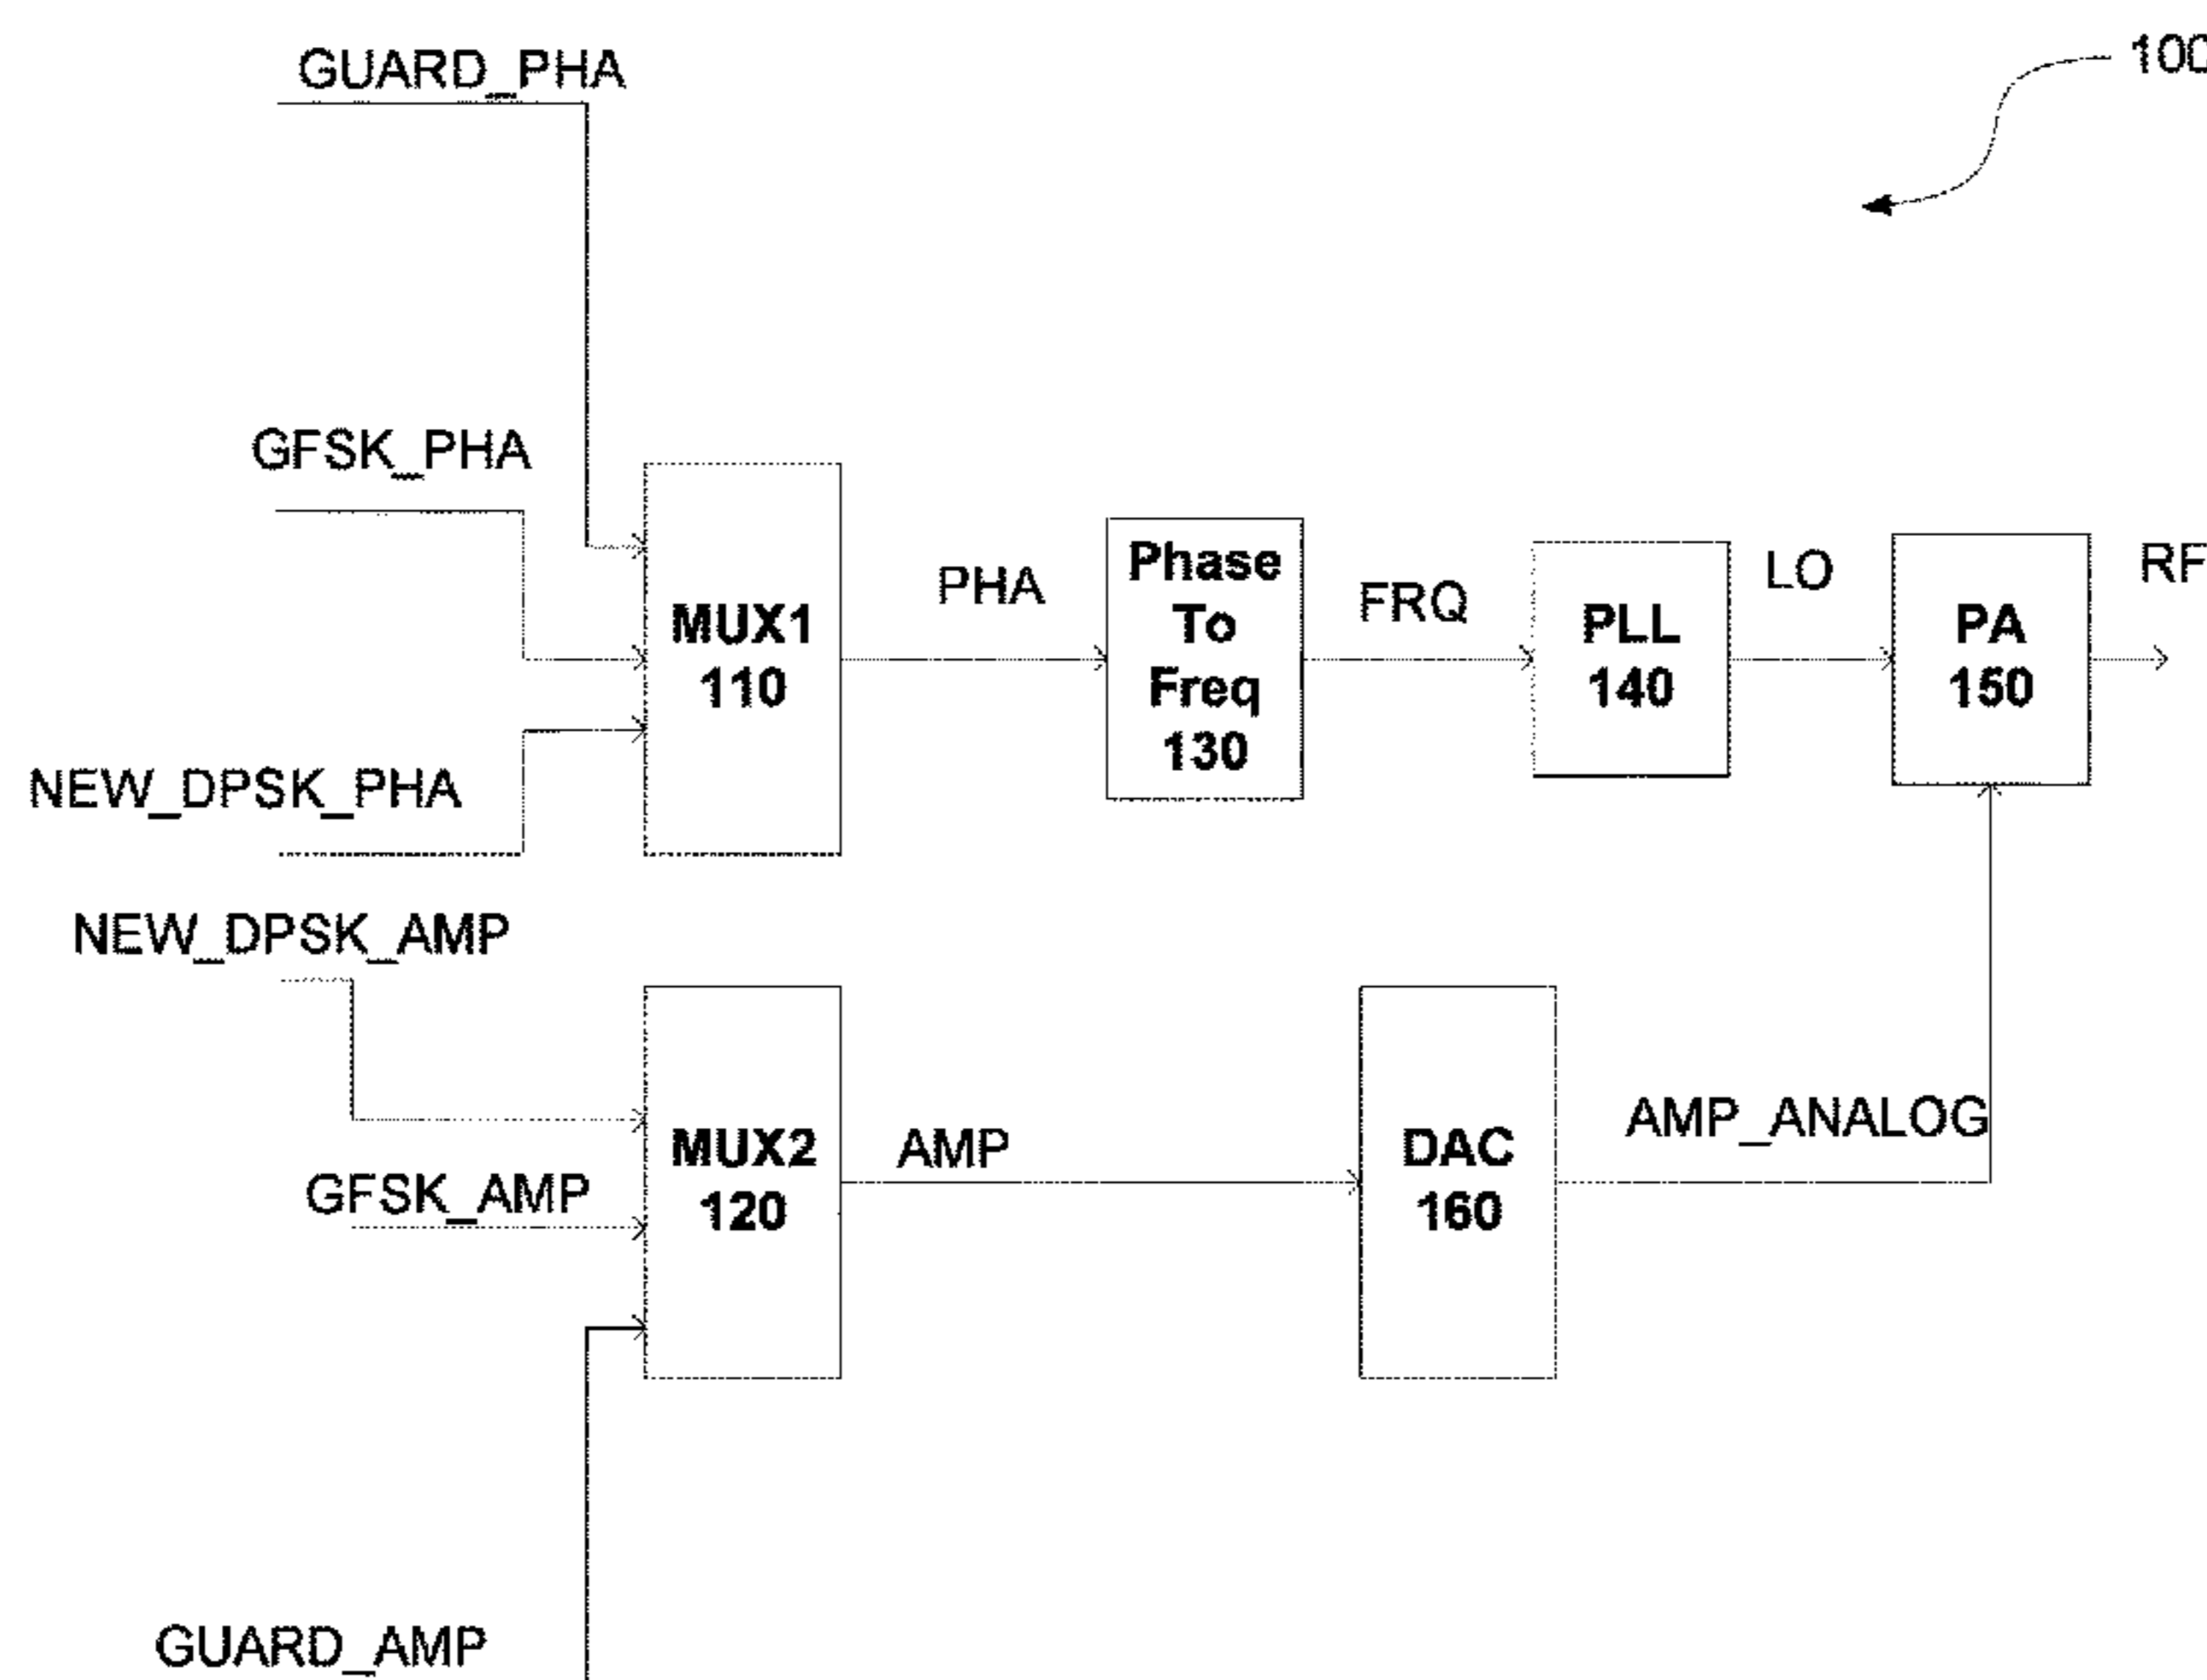 GUARD_PHA
100
GFSK_PHA
NEW_DPSK_PHA
MUX1
110
PHA
Phase
To
Freq
130
FRQ
PLL
140
LO
PA
150
RF
NEW_DPSK_AMP
GFSK_AMP
GUARD_AMP
MUX2
120
AMP
DAC
160
AMP_ANALOG